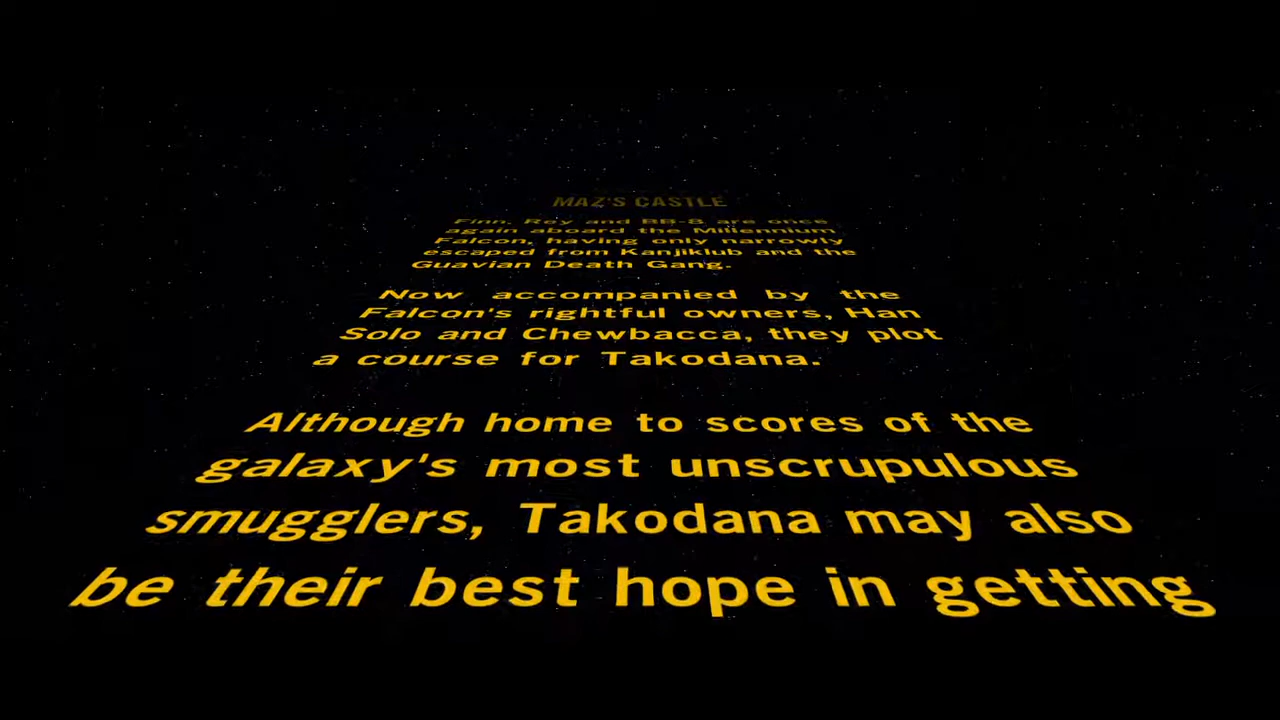 MAZ'S CASTLE
Finn, Rey and BB-8 are once
again aboard the Millennium
Falcon, having only narrowly
escaped from Kanjiklub and the
Guavian Death Gang.
Now accompanied by the
Falcon's rightful owners, Han
Solo and Chewbacca, they plot
a course for Takodana.
Although home to scores of the
galaxy's most unscrupulous
smugglers, Takodana may also
be their best hope in getting